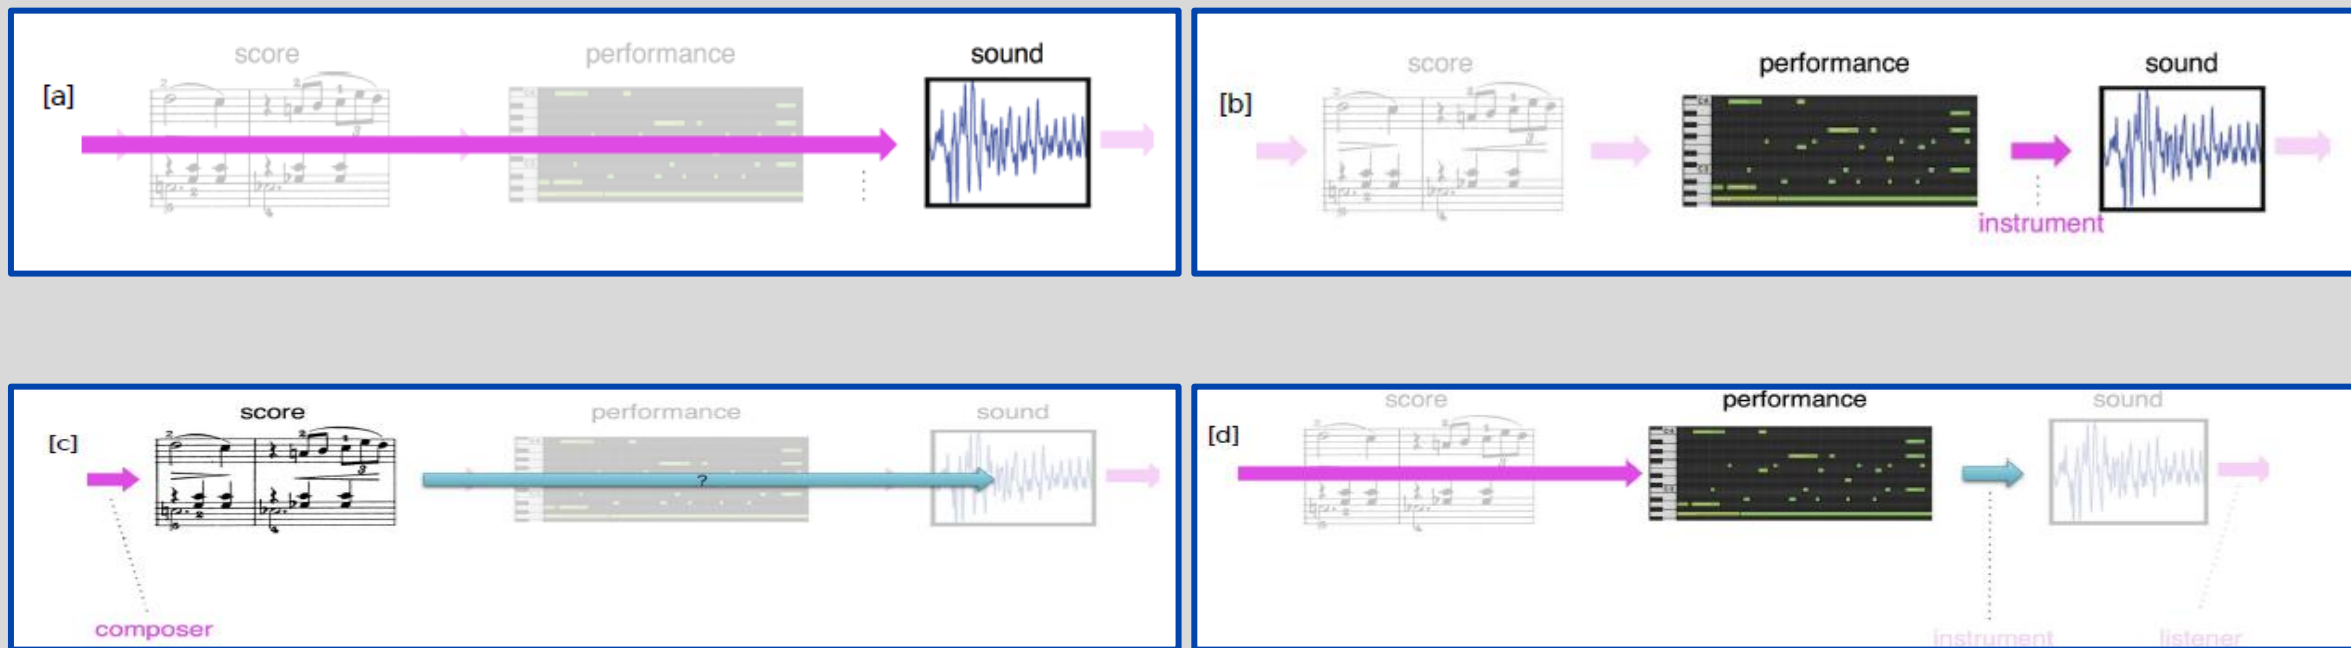 score performance sound
[a]
score performance sound
[b]
instrument
score performance sound
[c]
?
composer
score performance sound
[d]
instrument listener